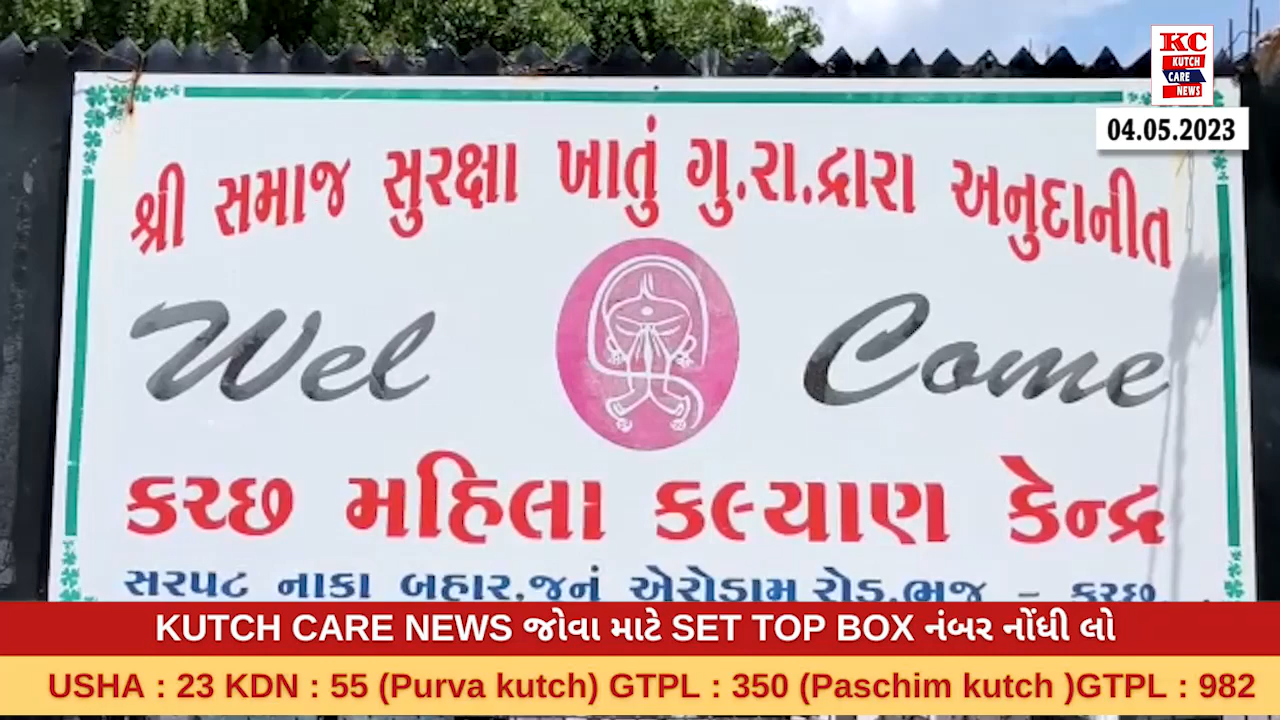 KC
KUTCH
CARE
NEWS
04.05.2023
શ્રી સમાજ સુરક્ષા ખાતું ગુ.રા.દ્વારા અનુદાનીત
Wel Come
કચ્છ મહિલા કલ્યાણ કેન્દ્ર
સરપટ નાકા બહાર,જુનું એરોડ્રામ રોડ,ભુજ - કચ્છ.
KUTCH CARE NEWS જોવા માટે SET TOP BOX નંબર નોંધી લો
USHA : 23 KDN : 55 (Purva kutch) GTPL : 350 (Paschim kutch )GTPL : 982